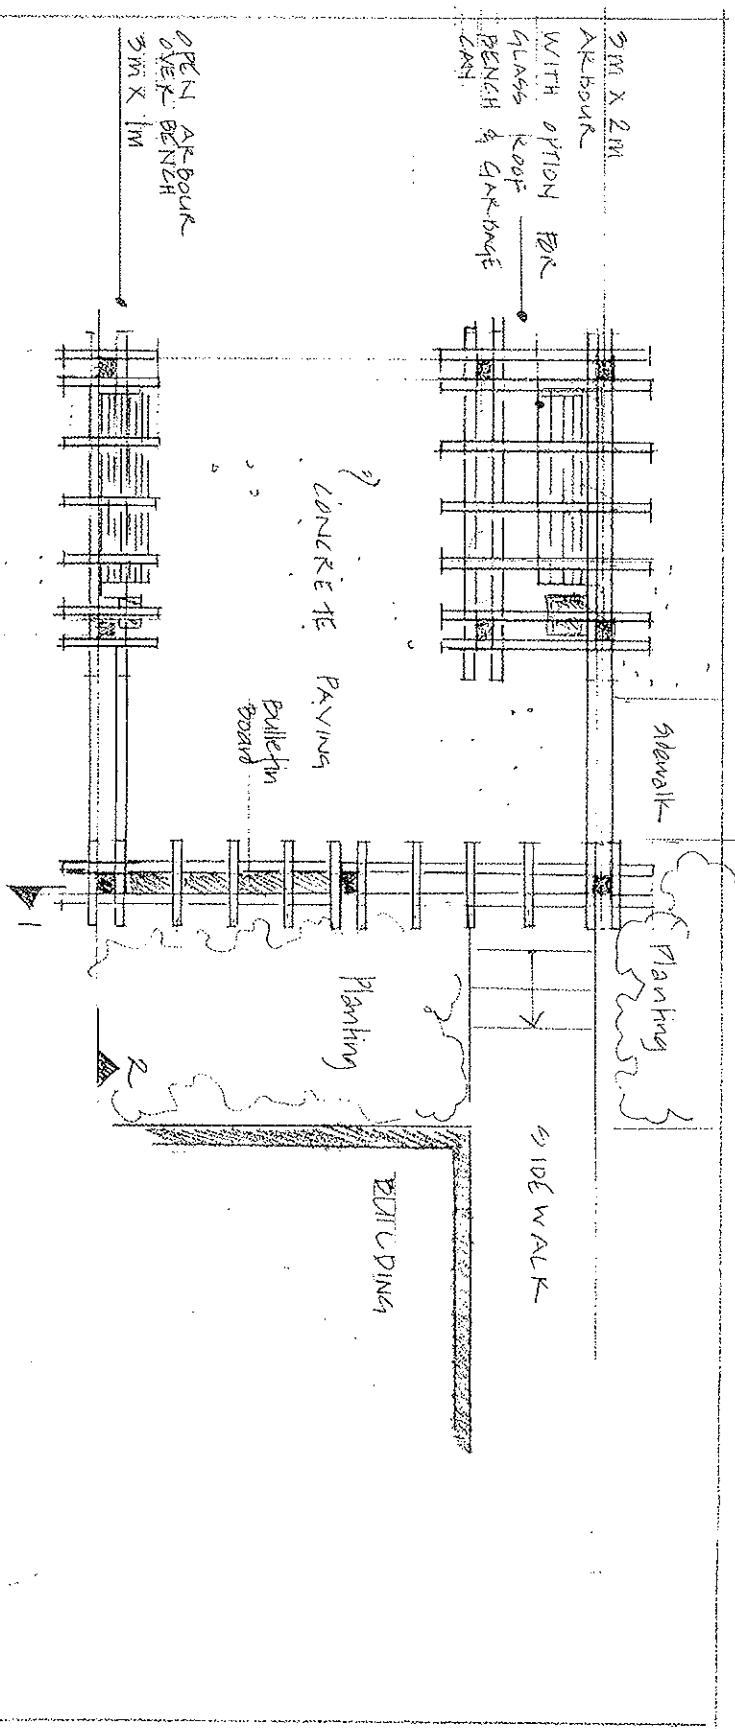 3M X 2M
ARBOUR
WITH OPTION FOR
GLASS ROOF
BENCH & GARBAGE
CAN
OPEN ARBOUR
OVER BENCH
3M X 1M
CONCRETE PAVING
Bulletin
Board
Sidewalk
Planting
Planting
SIDEWALK
BUILDING
1
2